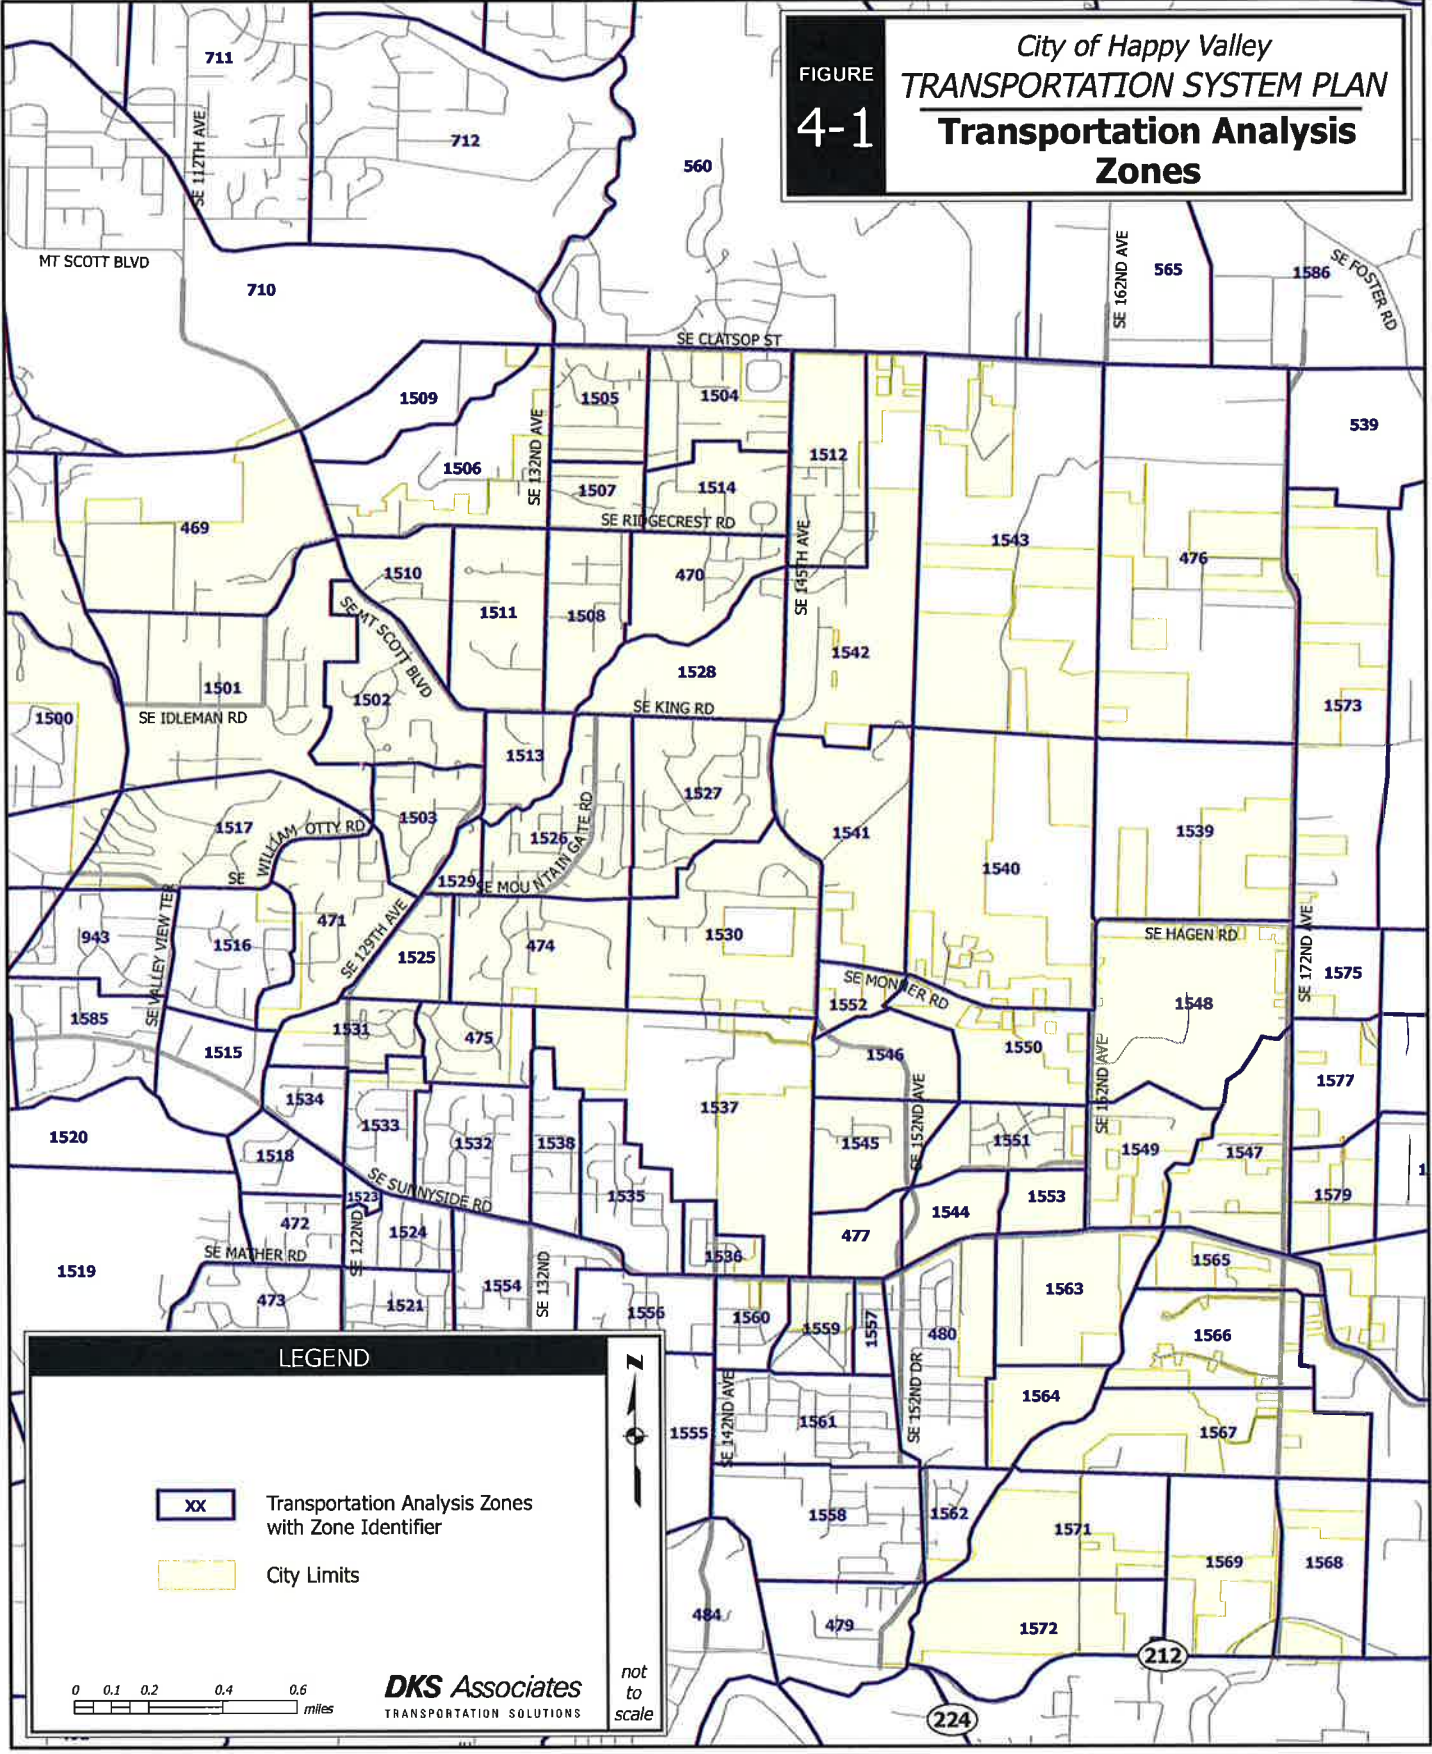 FIGURE
4-1
City of Happy Valley
TRANSPORTATION SYSTEM PLAN
Transportation Analysis
Zones
711
712
560
SE 112TH AVE
MT SCOTT BLVD
710
SE 162ND AVE
565
1586
SE FOSTER RD
SE CLATSOP ST
1509
1505
1504
539
SE 132ND AVE
1512
1506
1507
1514
469
SE RIDGECREST RD
1543
476
SE 145TH AVE
1510
470
SE MT SCOTT BLVD
1511
1508
1542
1528
1501
1502
1500
SE IDLEMAN RD
SE KING RD
1573
1513
1527
1517
SE WILLIAM OTTY RD
1503
1526
1541
1539
SE MOUNTAIN GATE RD
1540
1529
943
SE VALLEY VIEW TER
1516
471
SE 129TH AVE
1525
474
1530
SE HAGEN RD
SE 172ND AVE
1575
SE MONNER RD
1552
1548
1585
1531
475
1515
1546
1550
SE 162ND AVE
1577
1534
1537
SE 152ND AVE
1520
1533
1532
1538
1545
1551
1549
1547
1518
SE SUNNYSIDE RD
1523
1535
1553
1579
1
472
1524
SE 122ND
1544
477
SE MATHER RD
1536
1519
1554
SE 132ND
1565
473
1521
1563
1556
1560
1559
1557
480
1566
LEGEND
N
SE 142ND AVE
SE 152ND DR
1564
1555
1561
1567
XX
Transportation Analysis Zones
with Zone Identifier
1558
1562
1571
City Limits
1569
1568
484
479
1572
212
0 0.1 0.2 0.4 0.6
miles
DKS Associates
TRANSPORTATION SOLUTIONS
not
to
scale
224